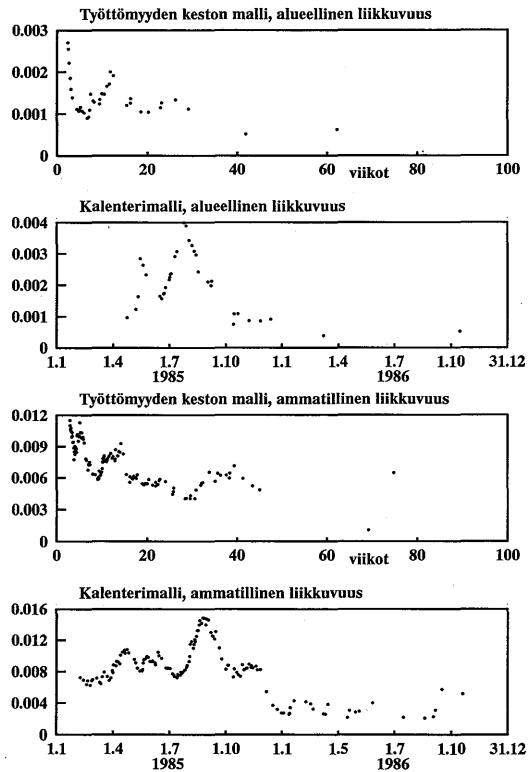 Työttömyyden keston malli, alueellinen liikkuvuus
0.003
0.002
0.001
0
0 20 40 60 80 100
viikot
Kalenterimalli, alueellinen liikkuvuus
0.004
0.003
0.002
0.001
0
1.1 1.4 1.7 1.10 1.1 1.4 1.7 1.10 31.12
1985 1986
Työttömyyden keston malli, ammatillinen liikkuvuus
0.012
0.009
0.006
0.003
0
0 20 40 60 80 100
viikot
Kalenterimalli, ammatillinen liikkuvuus
0.016
0.012
0.008
0.004
0
1.1 1.4 1.7 1.10 1.1 1.4 1.7 1.10 31.12
1985 1986